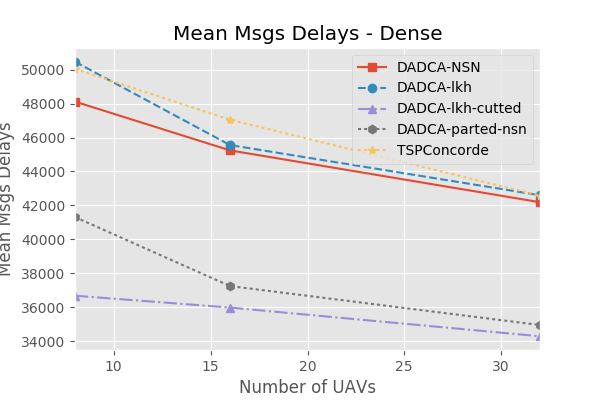 Mean Msgs Delays - Dense
Mean Msgs Delays
50000
48000
46000
44000
42000
40000
38000
36000
34000
DADCA-NSN
DADCA-lkh
DADCA-lkh-cutted
DADCA-parted-nsn
TSPConcorde
10
15
20
25
30
Number of UAVs